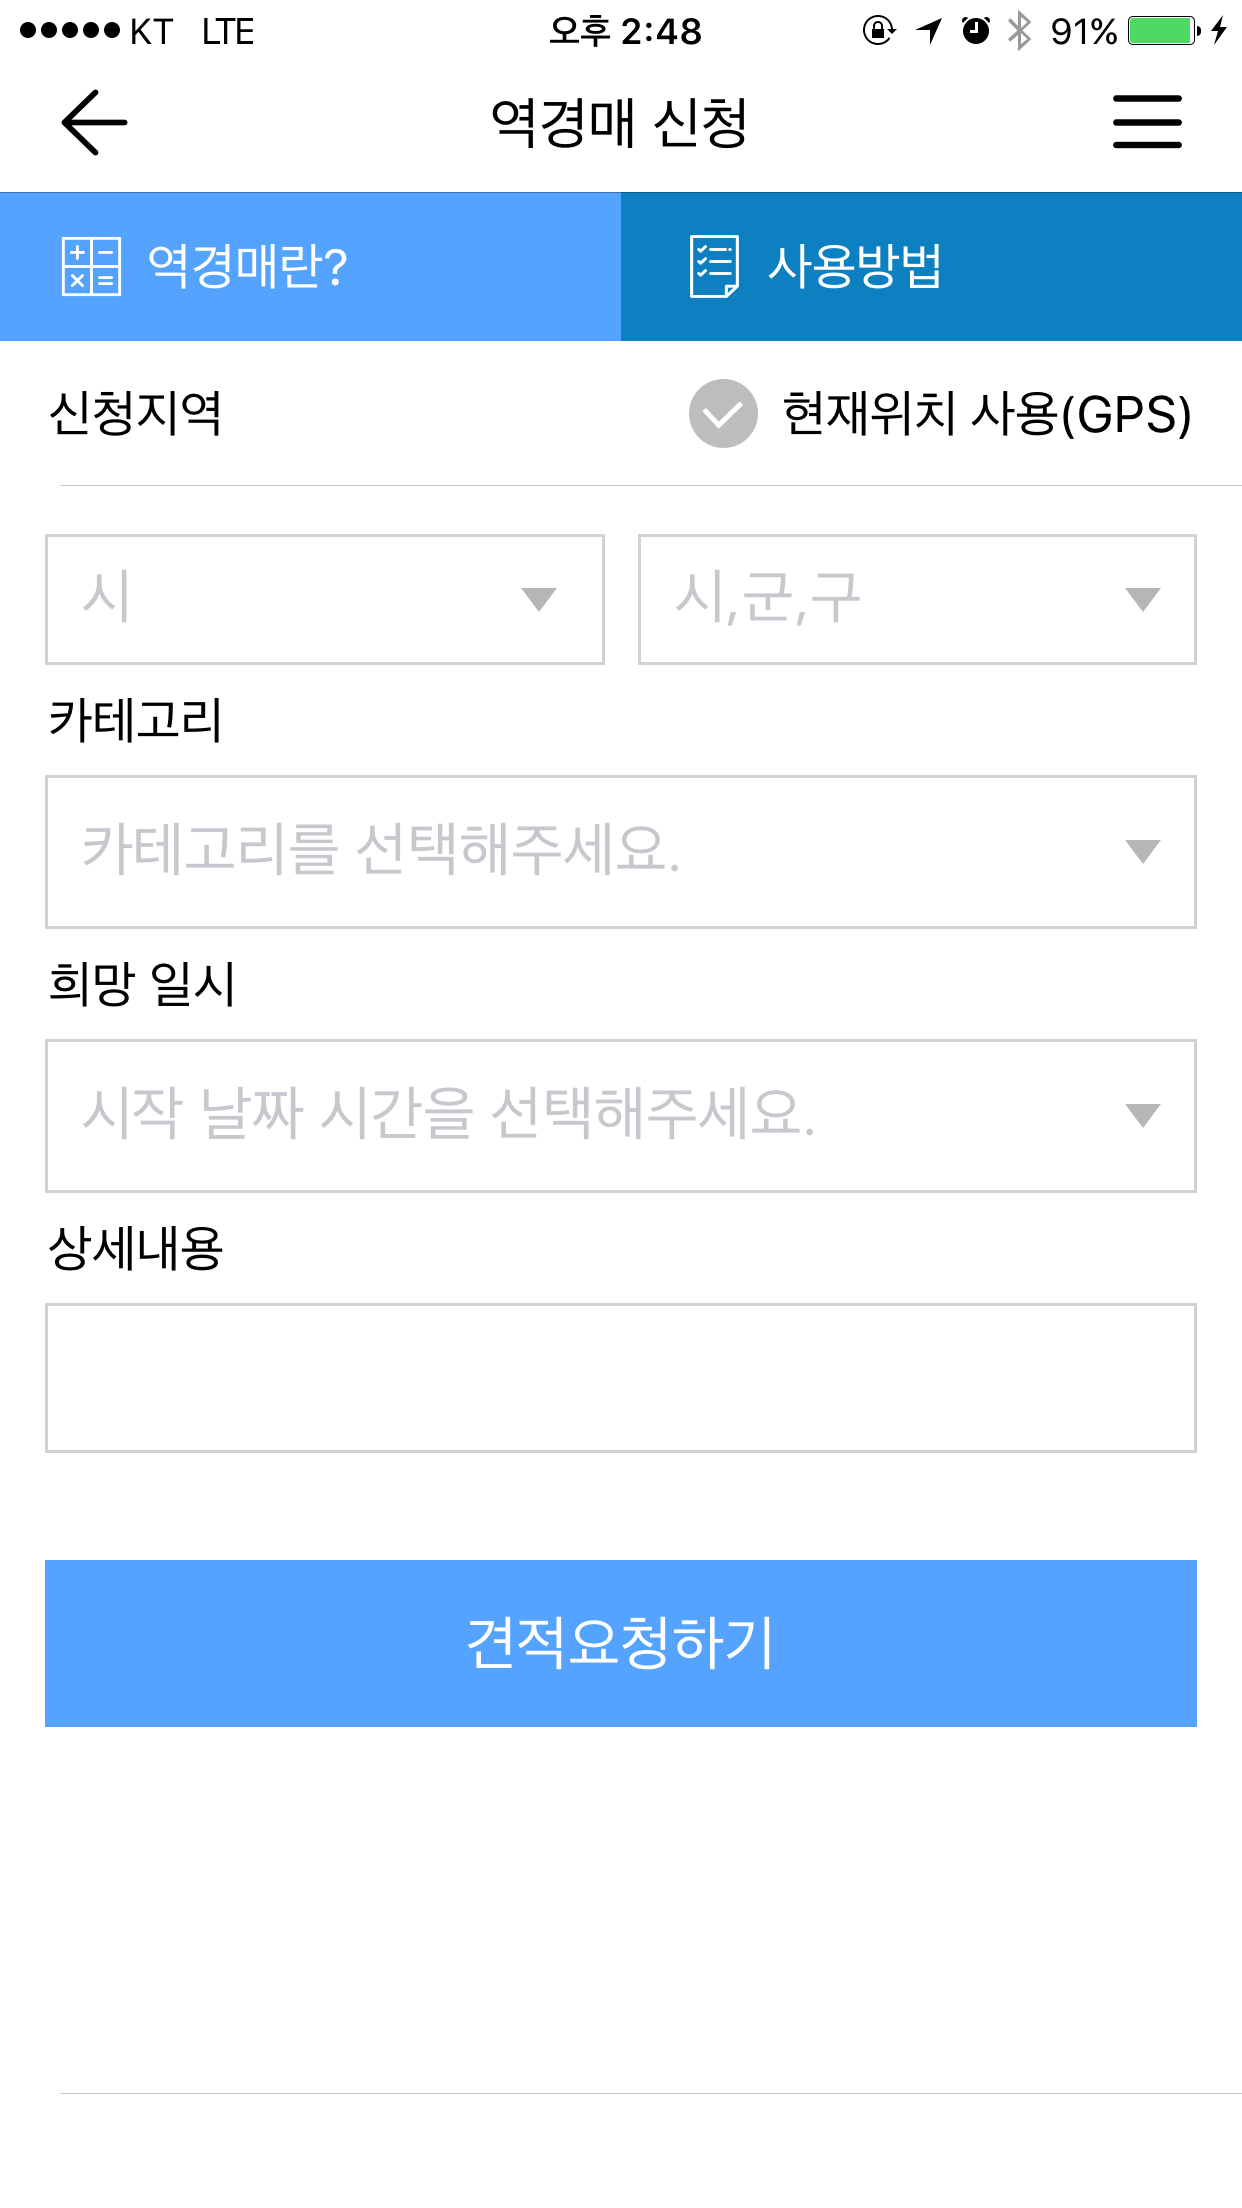 KT LTE 오후 2:48 91%
역경매 신청
역경매란? 사용방법
신청지역 현재위치 사용(GPS)
시 시,군,구
카테고리
카테고리를 선택해주세요.
희망 일시
시작 날짜 시간을 선택해주세요.
상세내용
견적요청하기